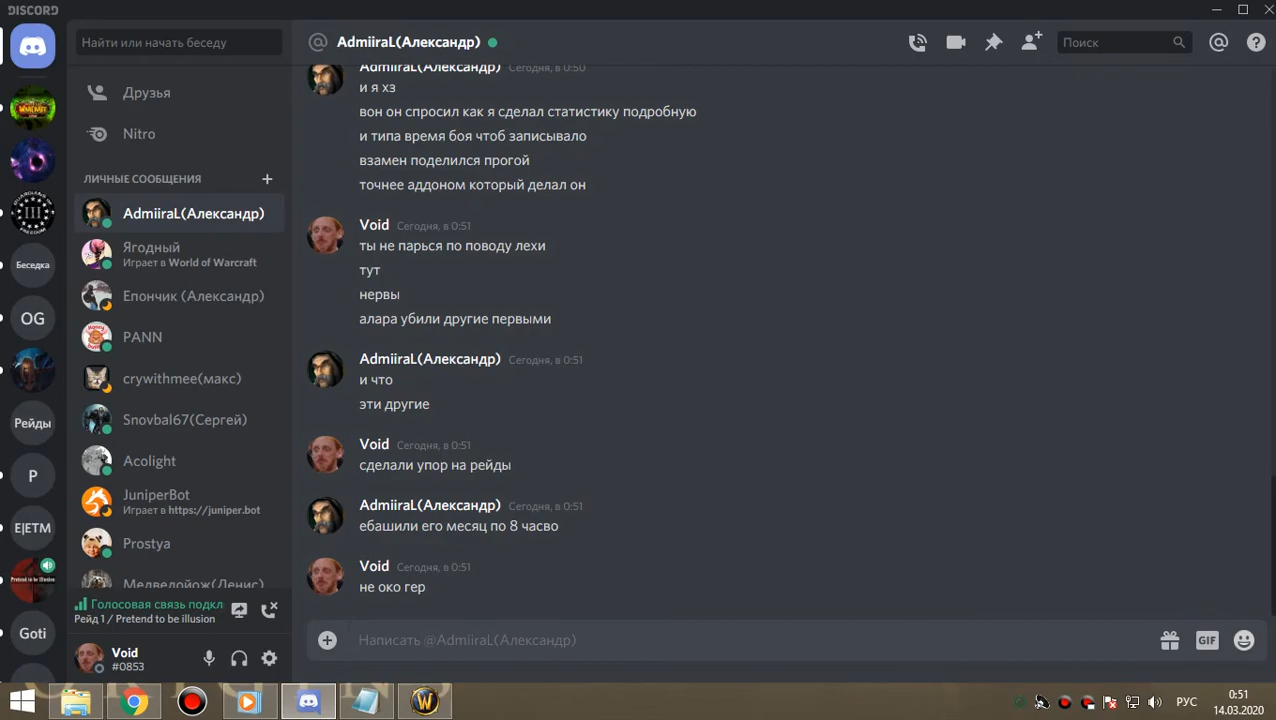 DISCORD
Найти или начать беседу
AdmiiraL(Александр)
Поиск
Друзья
Nitro
ЛИЧНЫЕ СООБЩЕНИЯ
AdmiiraL(Александр)
Ягодный
Играет в World of Warcraft
Епончик (Александр)
PANN
crywithmee(макс)
Snovbal67(Сергей)
Acolight
JuniperBot
Играет в https://juniper.bot
Prostya
Медведойож(Денис)
Голосовая связь подкл
Рейд 1 / Pretend to be illusion
Void
#0853
WARCRAFT
III
Беседка
OG
Рейды
P
E|ETM
Pretend to be illusion
Goti
AdmiiraL(Александр) Сегодня, в 0:50
и я хз
вон он спросил как я сделал статистику подробную
и типа время боя чтоб записывало
взамен поделился прогой
точнее аддоном который делал он
Void Сегодня, в 0:51
ты не парься по поводу лехи
тут
нервы
алара убили другие первыми
AdmiiraL(Александр) Сегодня, в 0:51
и что
эти другие
Void Сегодня, в 0:51
сделали упор на рейды
AdmiiraL(Александр) Сегодня, в 0:51
ебашили его месяц по 8 часво
Void Сегодня, в 0:51
не око гер
Написать @AdmiiraL(Александр)
GIF
РУС
0:51
14.03.2020